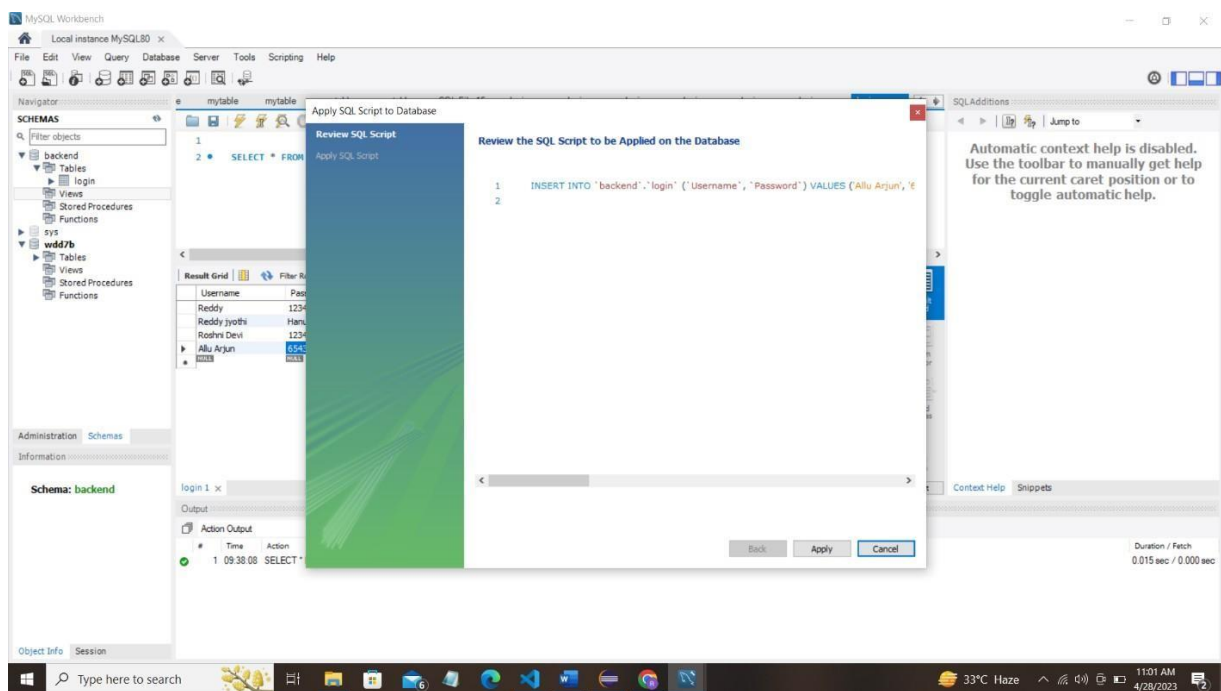 MySQL Workbench
Local instance MySQL80
File Edit View Query Database Server Tools Scripting Help
Navigator
SCHEMAS
Filter objects
backend
Tables
login
Views
Stored Procedures
Functions
sys
wdd7b
Tables
Views
Stored Procedures
Functions
Administration Schemas
Information
Schema: backend
Object Info Session
mytable mytable
1
2 SELECT * FROM
Result Grid Filter
Username
Reddy 1234
Reddy jyothi
Roshni Devi 1234
Allu Arjun 6543
NULL NULL
login 1
Output
Action Output
# Time Action Duration / Fetch
1 09:38:08 SELECT * 0.015 sec / 0.000 sec
Apply SQL Script to Database
Review SQL Script
Apply SQL Script
Review the SQL Script to be Applied on the Database
1 INSERT INTO `backend`.`login` (`Username`, `Password`) VALUES ('Allu Arjun', '6
2
Back Apply Cancel
SQLAdditions
Jump to
Automatic context help is disabled.
Use the toolbar to manually get help
for the current caret position or to
toggle automatic help.
Context Help Snippets
Type here to search
6
33°C Haze
11:01 AM
4/28/2023